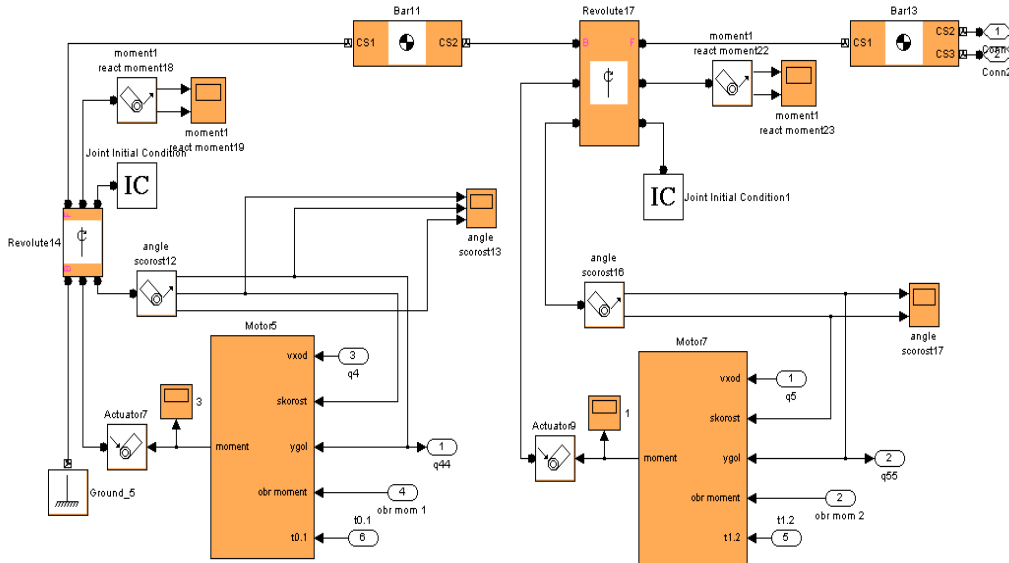 Bar11
CS1
CS2
Revolute17
B
F
Bar13
CS1
CS2
CS3
1
2
Conn2
moment1
react moment18
moment1
react moment19
moment1
react moment22
moment1
react moment23
Joint Initial Condition
IC
IC
Joint Initial Condition1
Revolute14
F
B
angle
scorost12
angle
scorost13
angle
scorost16
angle
scorost17
Motor5
vxod
skorost
moment
ygol
obr moment
t0.1
3
q4
1
q44
4
obr mom 1
t0.1
6
Actuator7
3
Ground_5
Motor7
vxod
skorost
moment
ygol
obr moment
t1.2
1
q5
2
q55
2
obr mom 2
t1.2
5
Actuator9
1